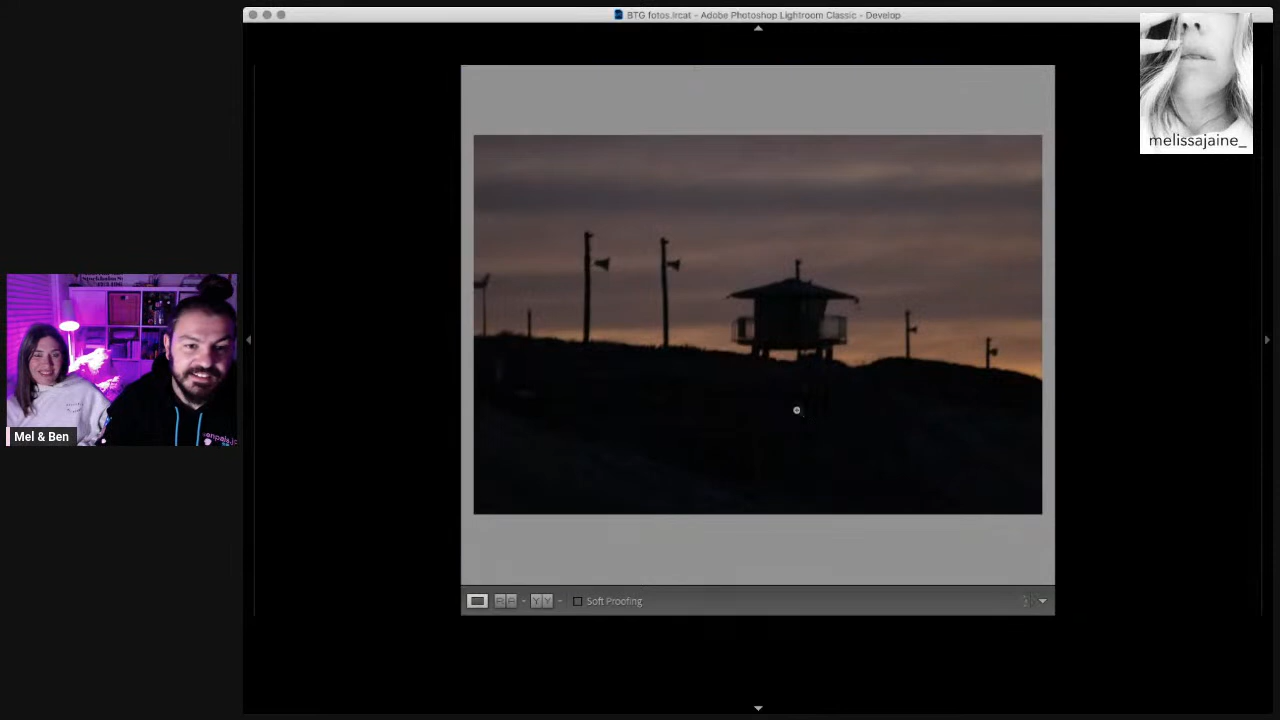 BTG fotos.lrcat - Adobe Photoshop Lightroom Classic - Develop
melissajaine_
Mel & Ben
Soft Proofing